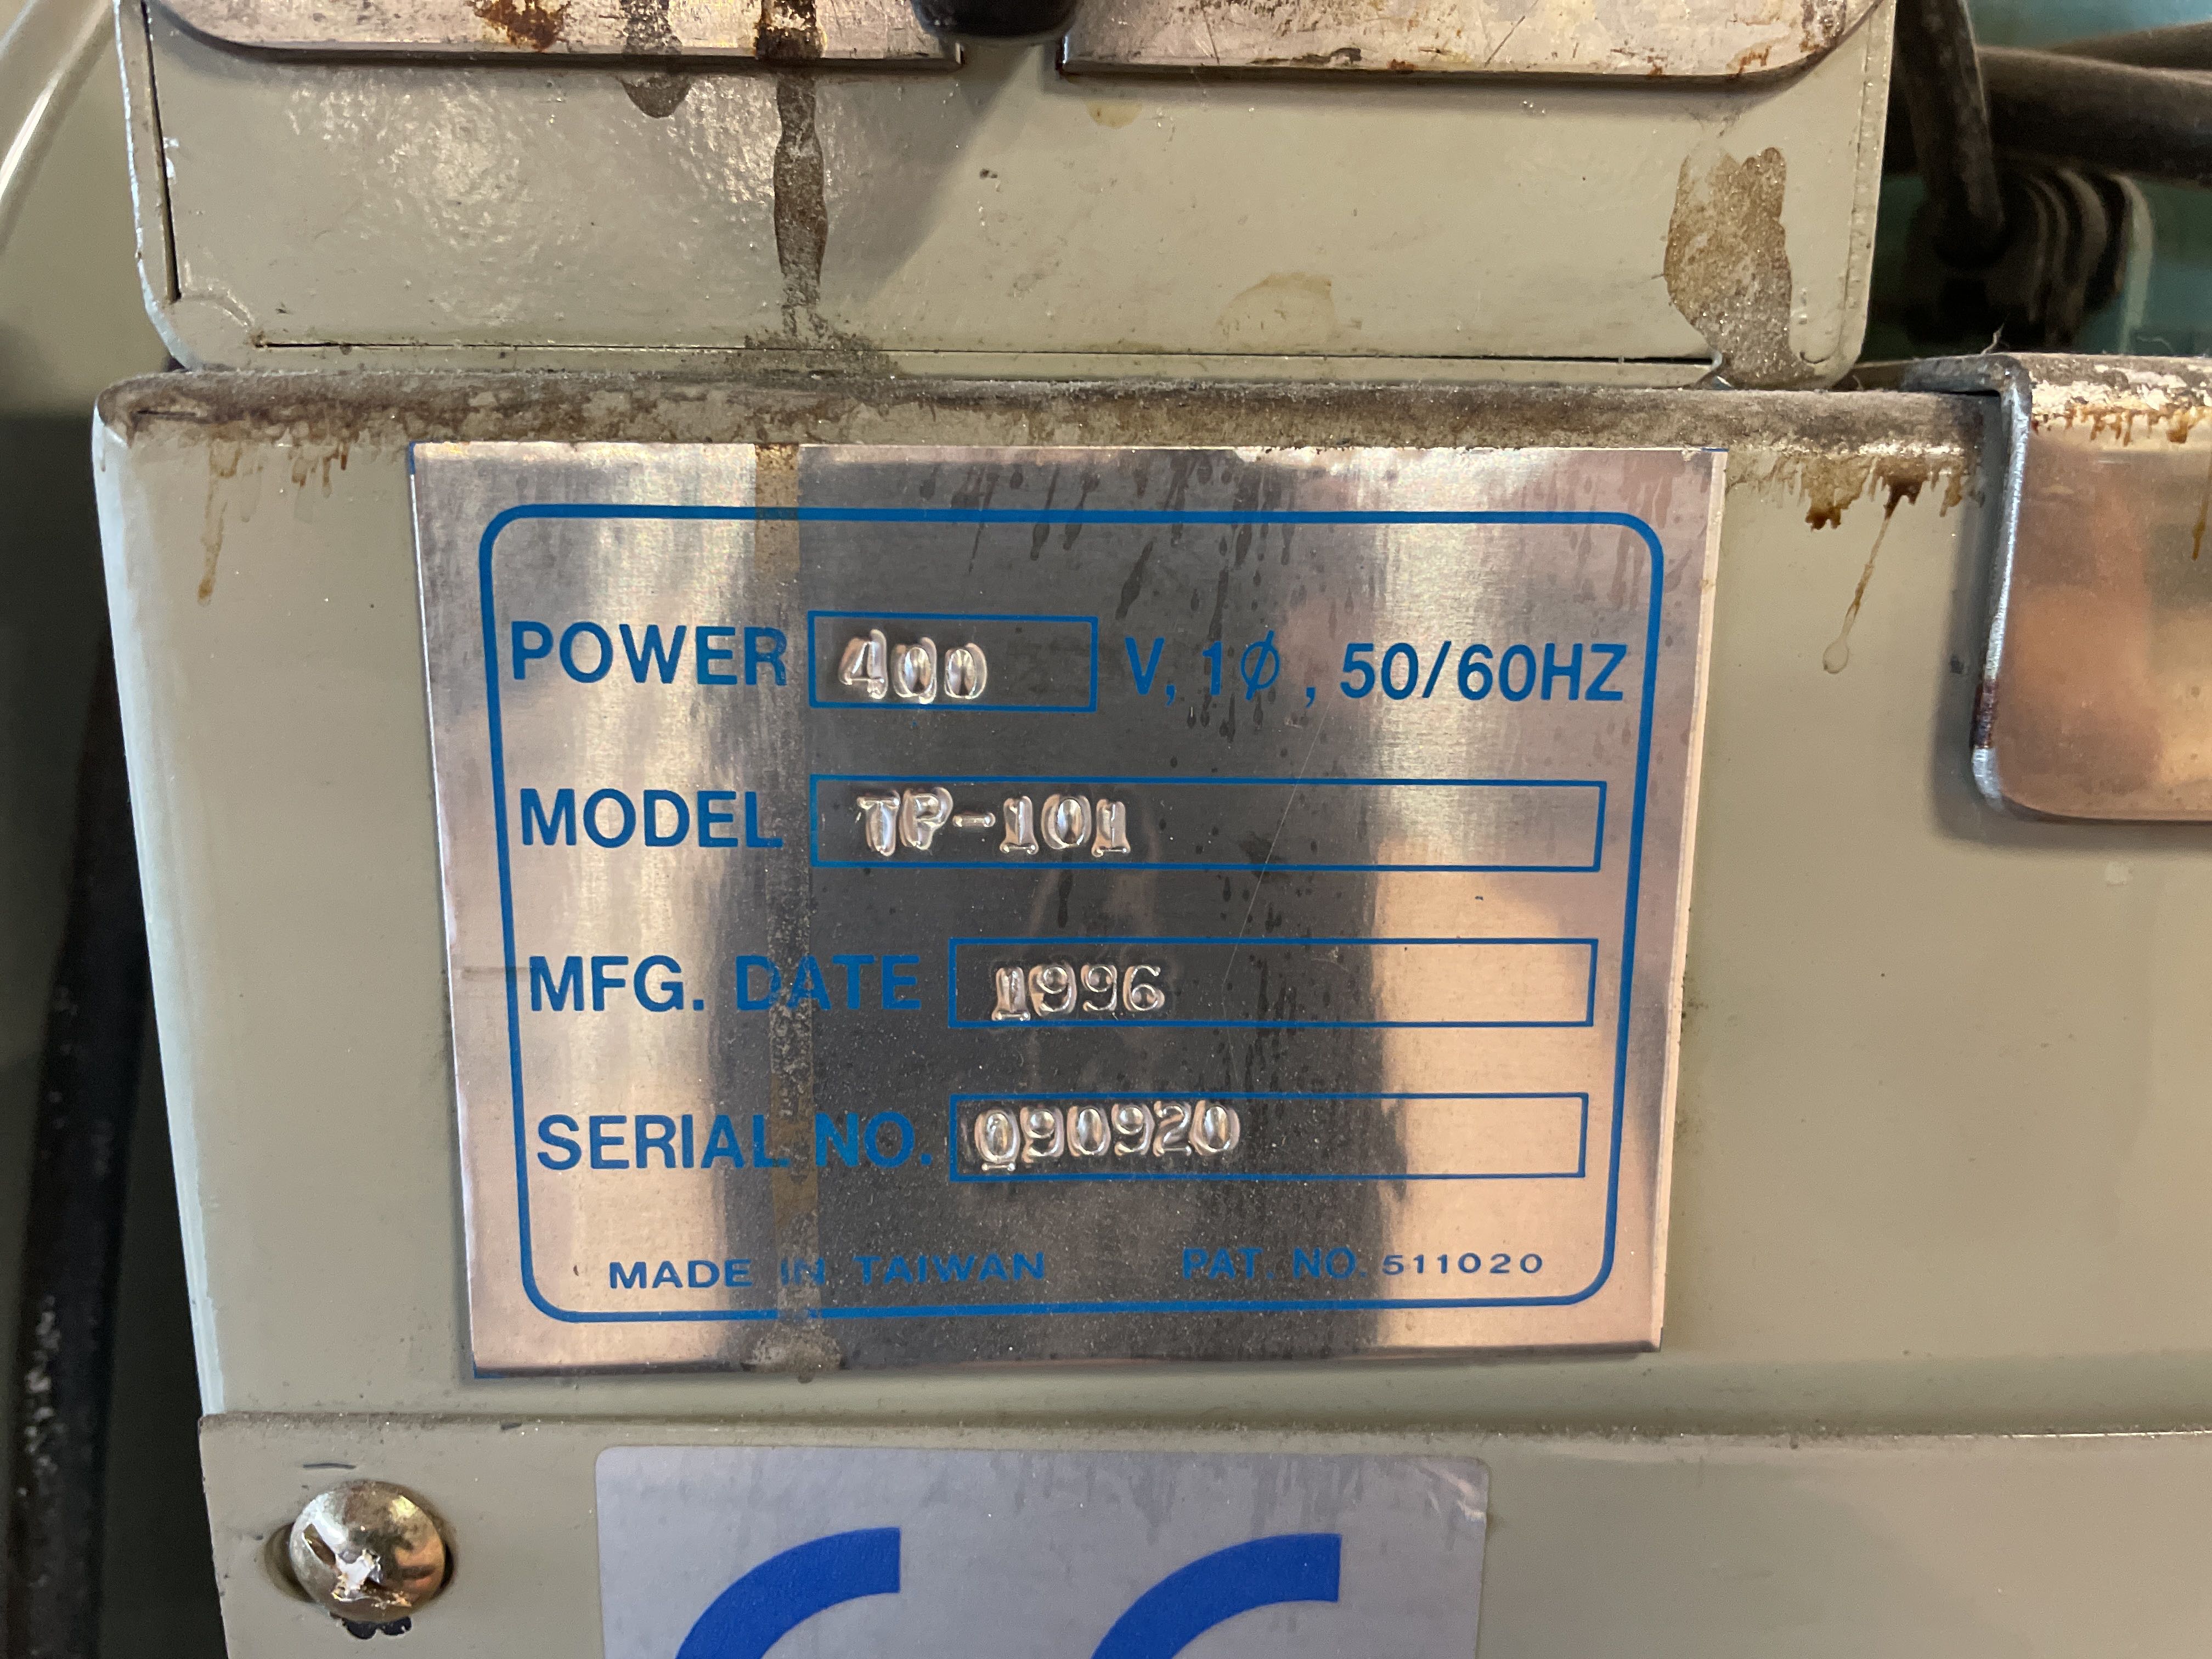 POWER 400 V, 1Ø, 50/60HZ
MODEL TP-101
MFG. DATE 1996
SERIAL NO. 090920
MADE IN TAIWAN PAT. NO. 511020
CE